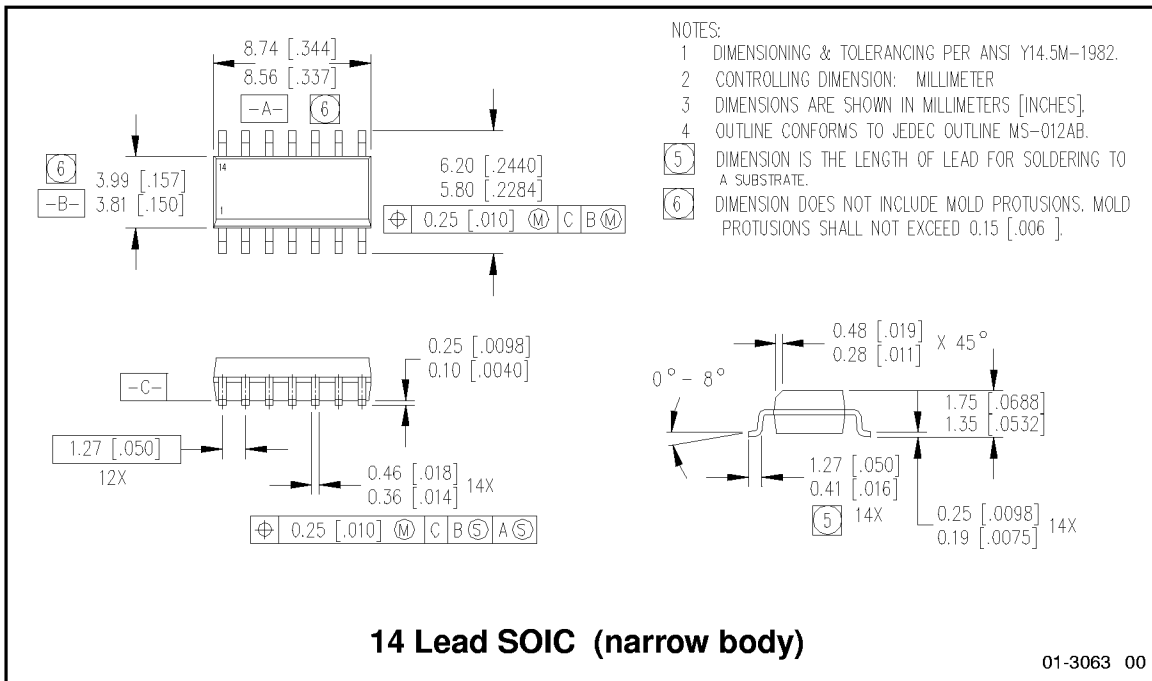 8.74 [.344]
8.56 [.337]
-A- 6
6
3.99 [.157]
3.81 [.150]
-B-
14
1
6.20 [.2440]
5.80 [.2284]
⌖ 0.25 [.010] Ⓜ C B Ⓜ
NOTES:
1 DIMENSIONING & TOLERANCING PER ANSI Y14.5M-1982.
2 CONTROLLING DIMENSION: MILLIMETER
3 DIMENSIONS ARE SHOWN IN MILLIMETERS [INCHES].
4 OUTLINE CONFORMS TO JEDEC OUTLINE MS-012AB.
5 DIMENSION IS THE LENGTH OF LEAD FOR SOLDERING TO
A SUBSTRATE.
6 DIMENSION DOES NOT INCLUDE MOLD PROTUSIONS. MOLD
PROTUSIONS SHALL NOT EXCEED 0.15 [.006 ].
-C-
0.25 [.0098]
0.10 [.0040]
1.27 [.050]
12X
0.46 [.018]
0.36 [.014] 14X
⌖ 0.25 [.010] Ⓜ C B Ⓢ A Ⓢ
0.48 [.019]
0.28 [.011] X 45°
0° - 8°
1.75 [.0688]
1.35 [.0532]
1.27 [.050]
0.41 [.016]
5 14X
0.25 [.0098]
0.19 [.0075] 14X
14 Lead SOIC (narrow body)
01-3063 00